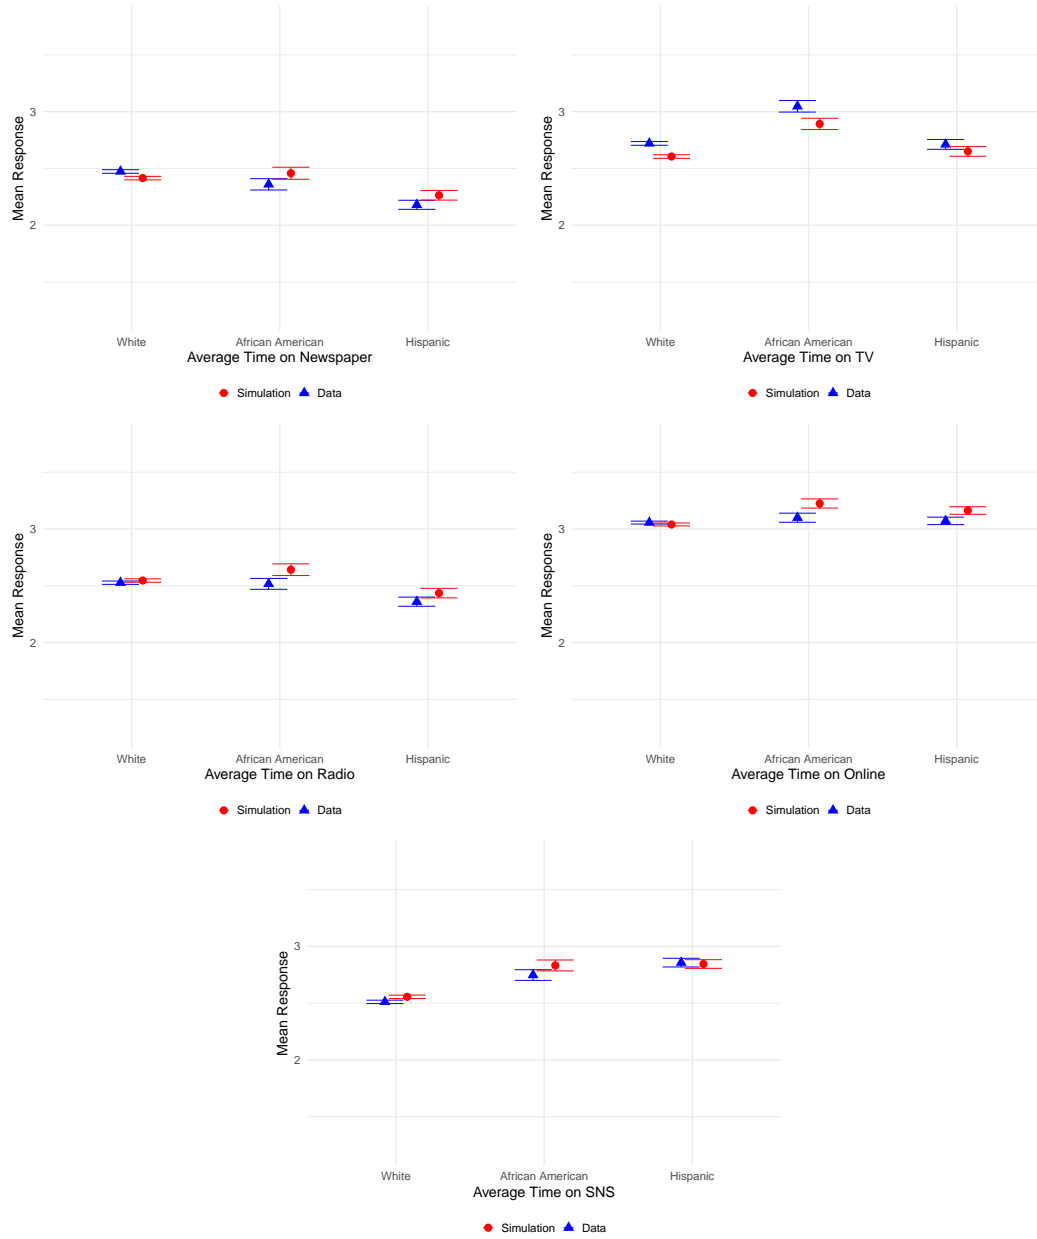 Mean Response
3
2
White African American Hispanic
Average Time on Newspaper
Simulation Data
Mean Response
3
2
White African American Hispanic
Average Time on TV
Simulation Data
Mean Response
3
2
White African American Hispanic
Average Time on Radio
Simulation Data
Mean Response
3
2
White African American Hispanic
Average Time on Online
Simulation Data
Mean Response
3
2
White African American Hispanic
Average Time on SNS
Simulation Data